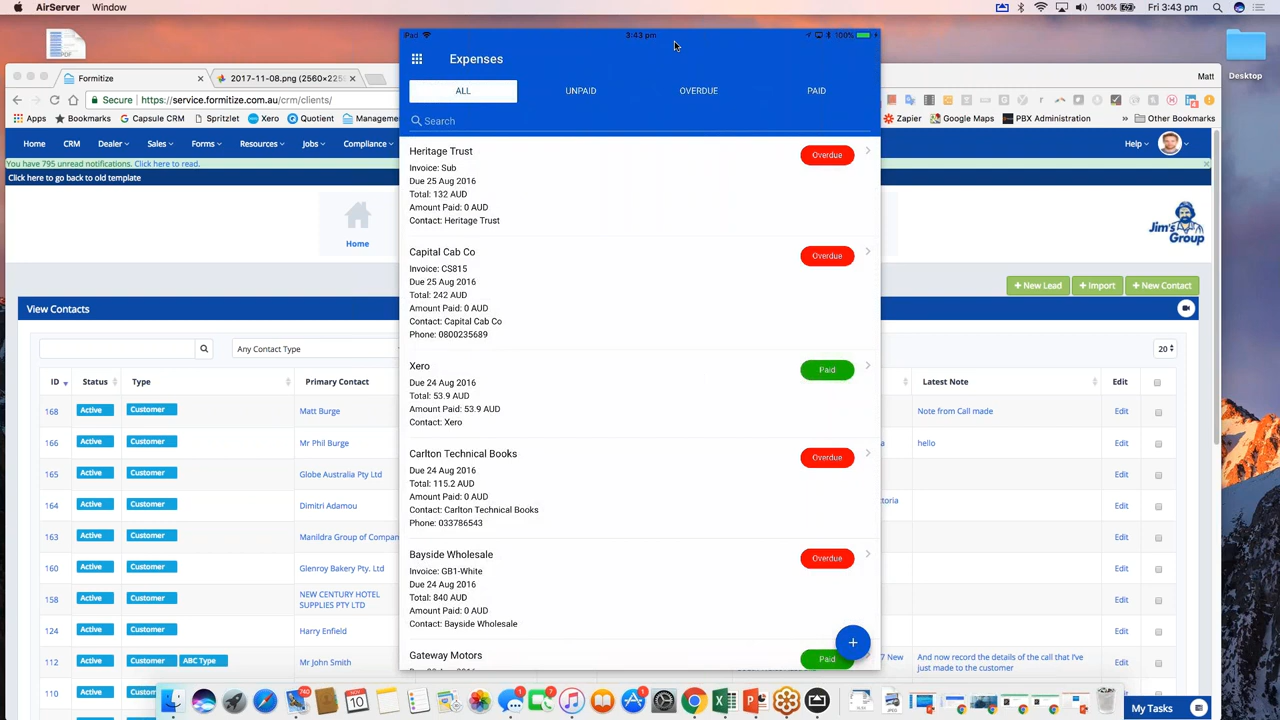 AirServer Window
100% Fri 3:43 pm
PDF
Desktop
Formitize
2017-11-08.png (2560×225
Matt
Secure https://service.formitize.com.au/crm/clients/
Apps Bookmarks Capsule CRM Spritzlet Xero Quotient Manageme
Zapier Google Maps PBX Administration Other Bookmarks
Home CRM Dealer Sales Forms Resources Jobs Compliance
Help
You have 795 unread notifications. Click here to read.
Click here to go back to old template
Home
Jim's Group
+ New Lead + Import + New Contact
View Contacts
Any Contact Type
20
ID Status Type Primary Contact Latest Note Edit
168 Active Customer Matt Burge Note from Call made Edit
166 Active Customer Mr Phil Burge hello Edit
165 Active Customer Globe Australia Pty Ltd Edit
164 Active Customer Dimitri Adamou toria Edit
163 Active Customer Manildra Group of Compan Edit
160 Active Customer Glenroy Bakery Pty. Ltd Edit
158 Active Customer NEW CENTURY HOTEL SUPPLIES PTY LTD Edit
124 Active Customer Harry Enfield Edit
112 Active Customer ABC Type Mr John Smith 7 New And now record the details of the call that I've just made to the customer Edit
110 Active Customer Edit
My Tasks
iPad 3:43 pm 100%
Expenses
ALL UNPAID OVERDUE PAID
Search
Heritage Trust
Overdue
Invoice: Sub
Due 25 Aug 2016
Total: 132 AUD
Amount Paid: 0 AUD
Contact: Heritage Trust
Capital Cab Co
Overdue
Invoice: CS815
Due 25 Aug 2016
Total: 242 AUD
Amount Paid: 0 AUD
Contact: Capital Cab Co
Phone: 0800235689
Xero
Paid
Due 24 Aug 2016
Total: 53.9 AUD
Amount Paid: 53.9 AUD
Contact: Xero
Carlton Technical Books
Overdue
Due 24 Aug 2016
Total: 115.2 AUD
Amount Paid: 0 AUD
Contact: Carlton Technical Books
Phone: 033786543
Bayside Wholesale
Overdue
Invoice: GB1-White
Due 24 Aug 2016
Total: 840 AUD
Amount Paid: 0 AUD
Contact: Bayside Wholesale
Gateway Motors
Paid